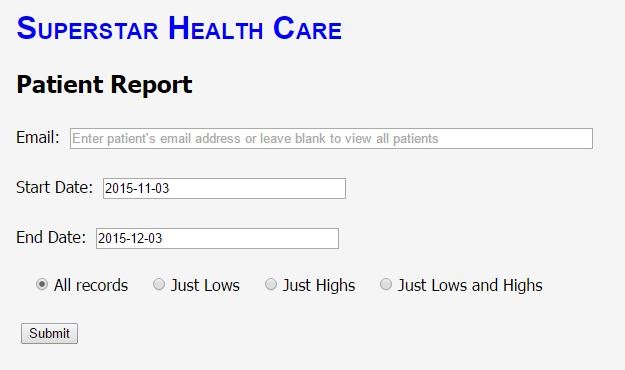 Superstar Health Care
Patient Report
Email: Enter patient's email address or leave blank to view all patients
Start Date: 2015-11-03
End Date: 2015-12-03
All records Just Lows Just Highs Just Lows and Highs
Submit